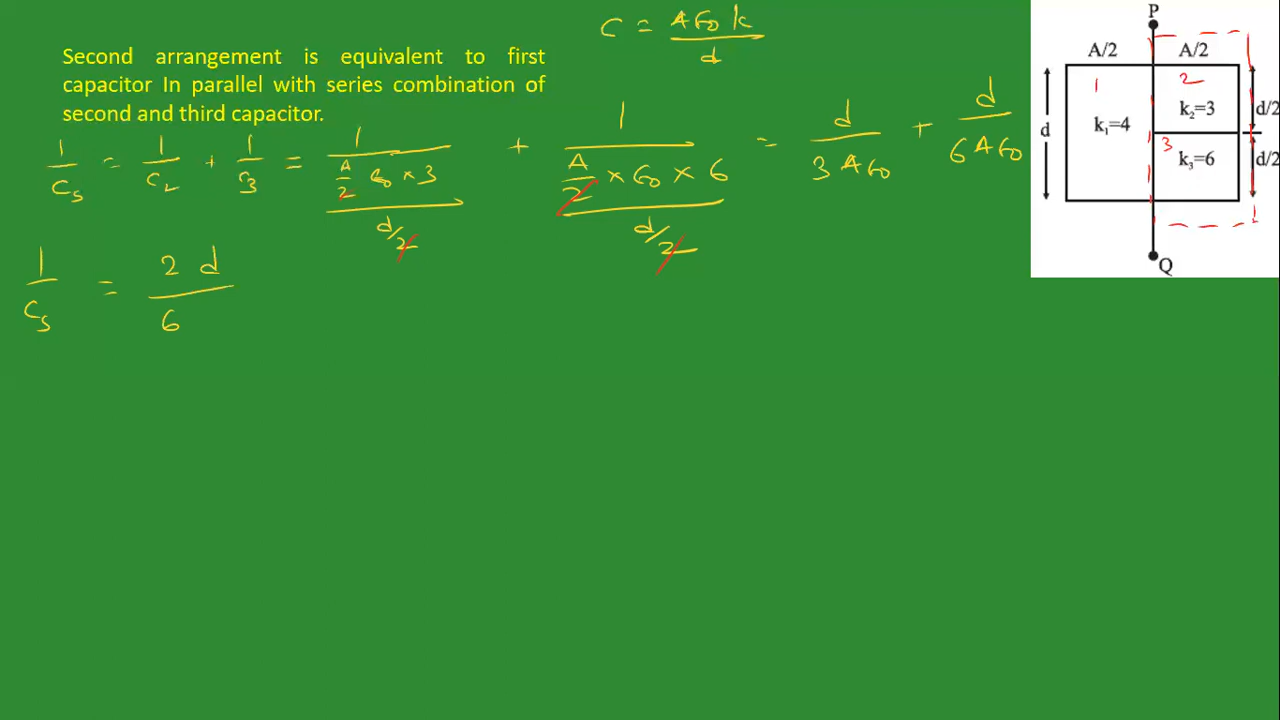 C = Aε₀k / d
Second arrangement is equivalent to first
capacitor In parallel with series combination of
second and third capacitor.
1/Cs = 1/C2 + 1/C3 = 1/((A/2 ε₀ × 3)/(d/2)) + 1/((A/2 × ε₀ × 6)/(d/2)) = d/(3Aε₀) + d/(6Aε₀)
1/Cs = 2d/6
P
A/2 A/2
1 2
k₂=3 d/2
d k₁=4
3
k₃=6 d/2
Q